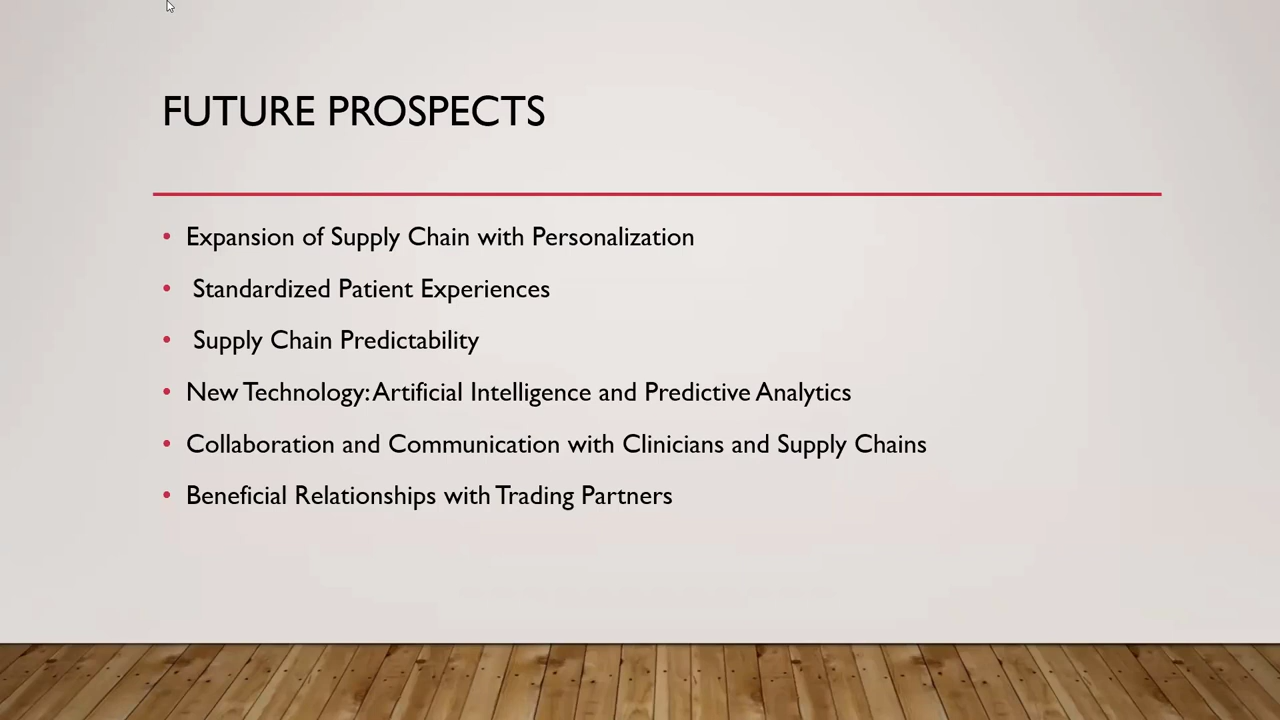 FUTURE PROSPECTS
• Expansion of Supply Chain with Personalization
• Standardized Patient Experiences
• Supply Chain Predictability
• New Technology: Artificial Intelligence and Predictive Analytics
• Collaboration and Communication with Clinicians and Supply Chains
• Beneficial Relationships with Trading Partners